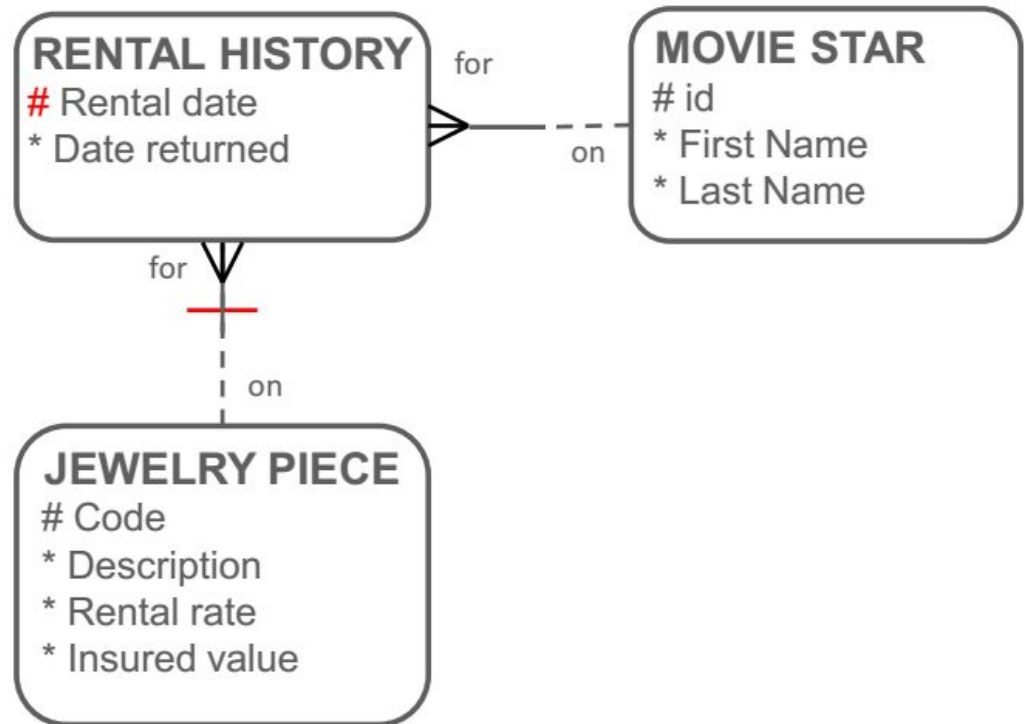 RENTAL HISTORY
# Rental date
* Date returned
for
on
MOVIE STAR
# id
* First Name
* Last Name
for
on
JEWELRY PIECE
# Code
* Description
* Rental rate
* Insured value